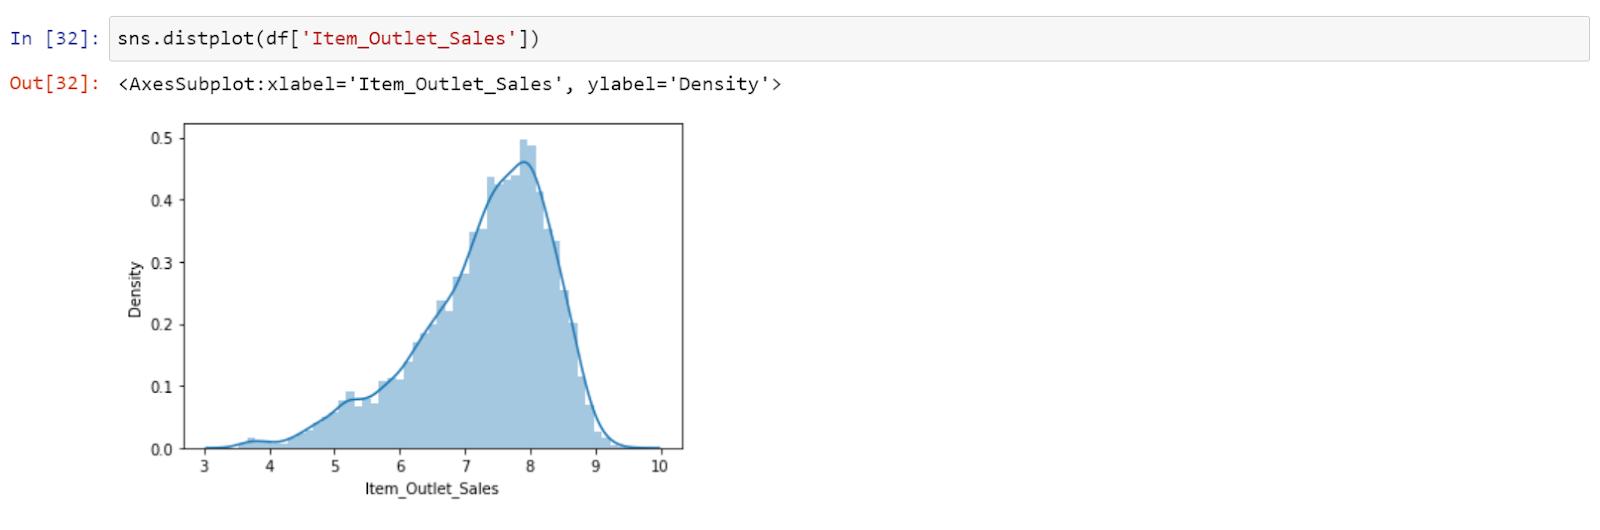 In [32]: sns.distplot(df['Item_Outlet_Sales'])
Out[32]: <AxesSubplot:xlabel='Item_Outlet_Sales', ylabel='Density'>
0.5
0.4
0.3
0.2
0.1
0.0
Density
3 4 5 6 7 8 9 10
Item_Outlet_Sales